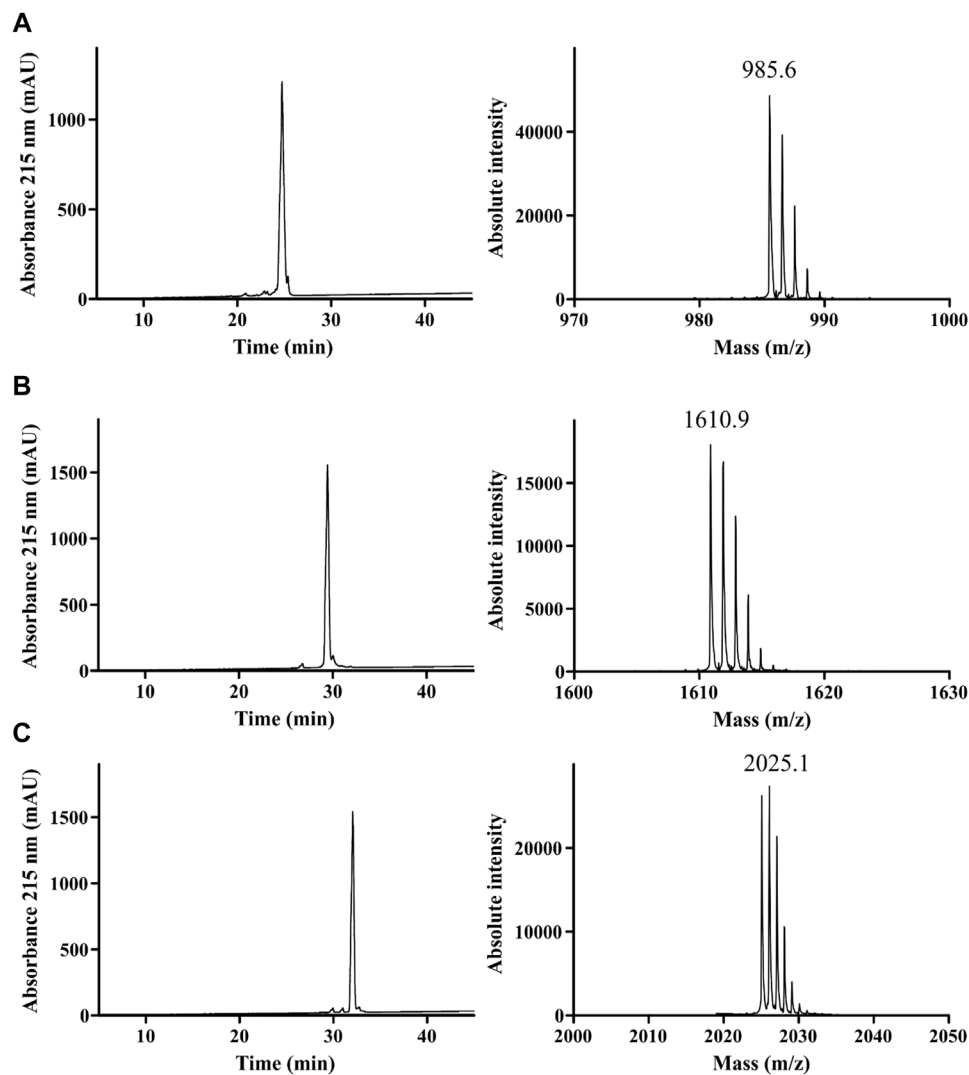 A
Absorbance 215 nm (mAU)
1000
500
0
10 20 30 40
Time (min)
985.6
Absolute intensity
40000
20000
0
970 980 990 1000
Mass (m/z)
B
Absorbance 215 nm (mAU)
1500
1000
500
0
10 20 30 40
Time (min)
1610.9
Absolute intensity
15000
10000
5000
0
1600 1610 1620 1630
Mass (m/z)
C
Absorbance 215 nm (mAU)
1500
1000
500
0
10 20 30 40
Time (min)
2025.1
Absolute intensity
20000
10000
0
2000 2010 2020 2030 2040 2050
Mass (m/z)